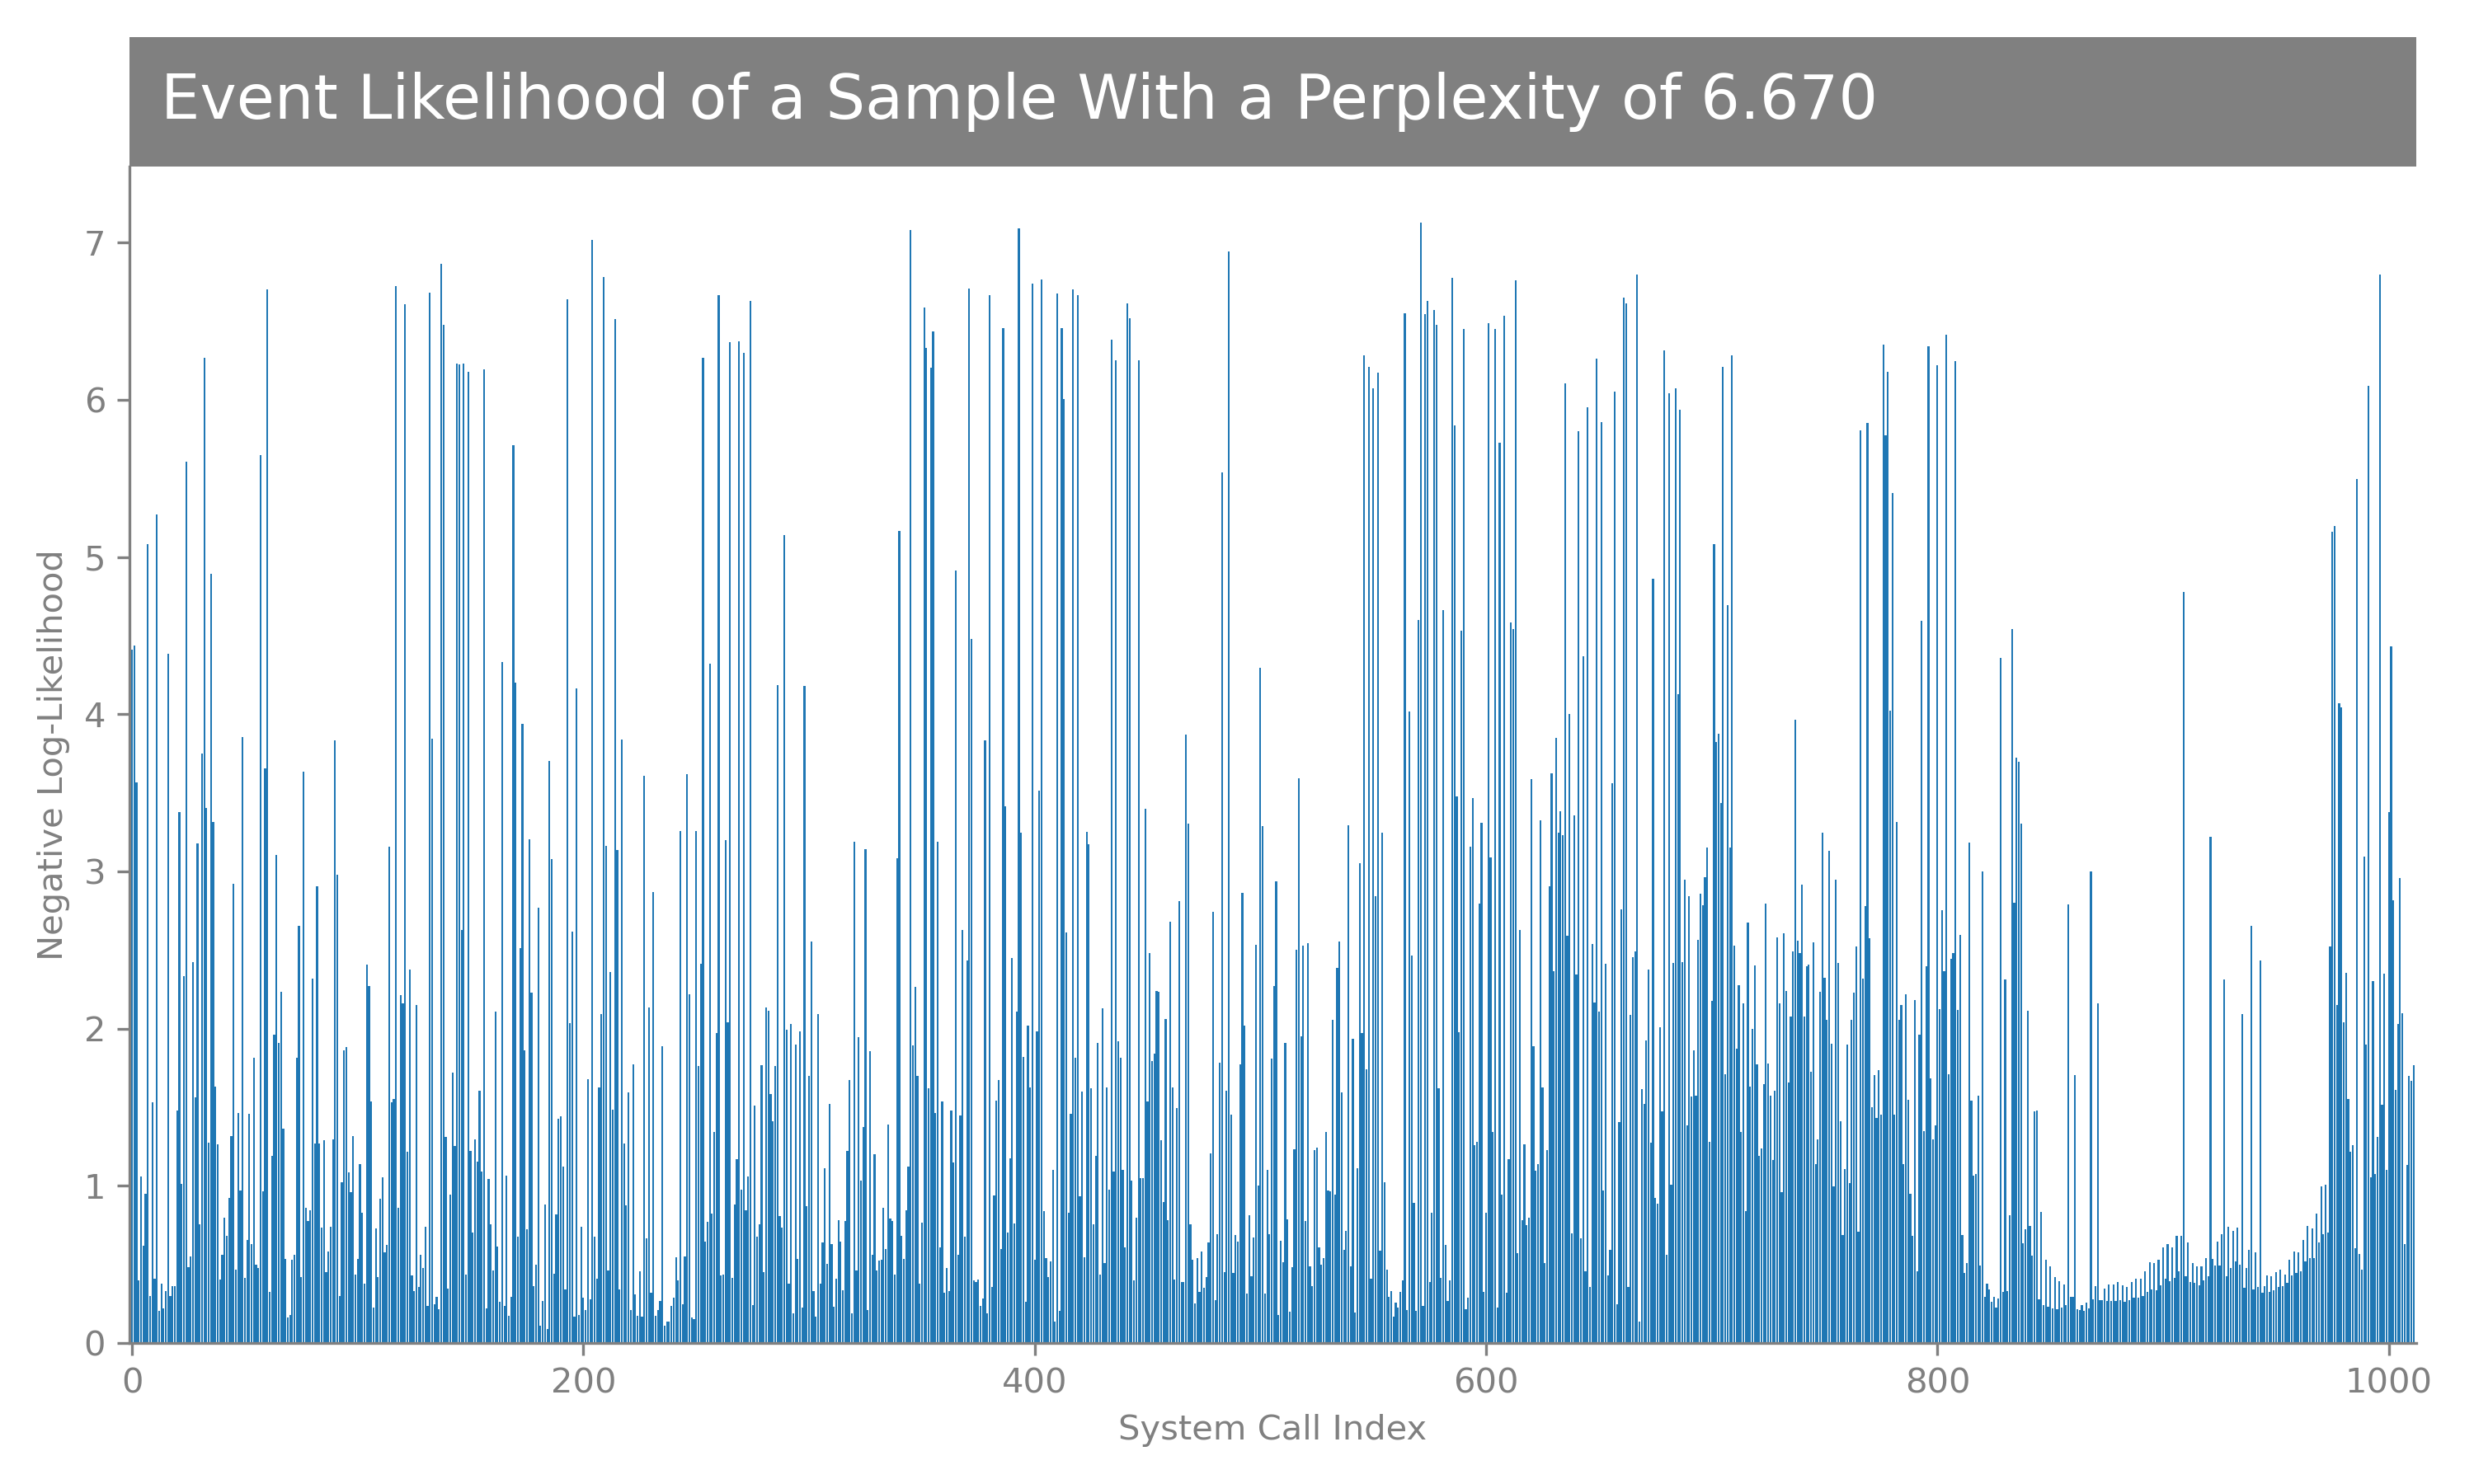 Event Likelihood of a Sample With a Perplexity of 6.670
7
6
5
4
3
2
1
0
Negative Log-Likelihood
0 200 400 600 800 1000
System Call Index